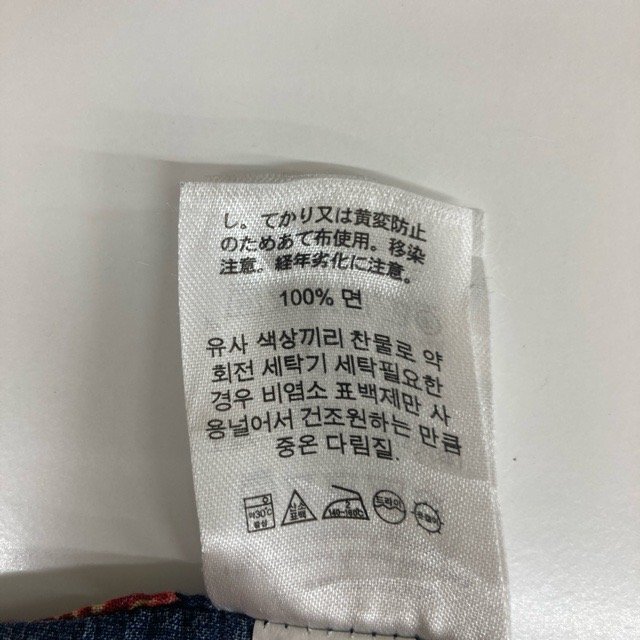 し。てかり又は黄変防止
のためあて布使用。移染
注意。経年劣化に注意。
100% 면
유사 색상끼리 찬물로 약
회전 세탁기 세탁필요한
경우 비염소 표백제만 사
용널어서 건조원하는 만큼
중온 다림질.